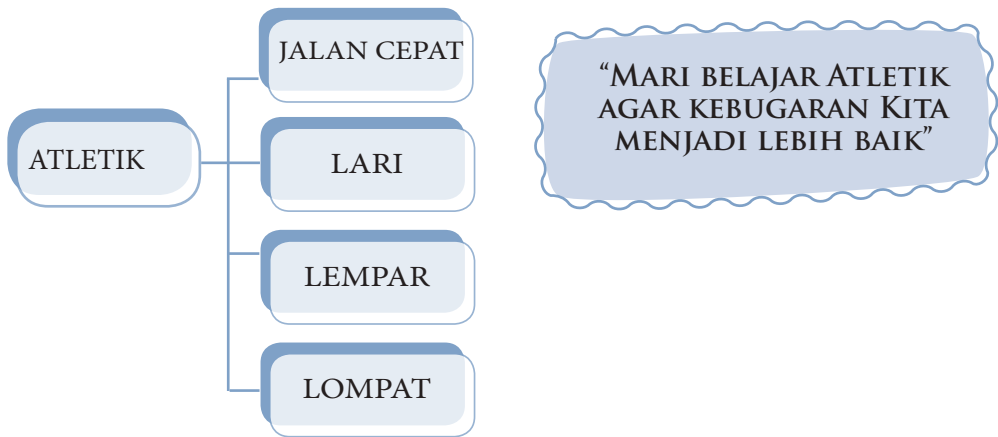 JALAN CEPAT
ATLETIK
LARI
LEMPAR
LOMPAT
“MARI BELAJAR ATLETIK
AGAR KEBUGARAN KITA
MENJADI LEBIH BAIK”